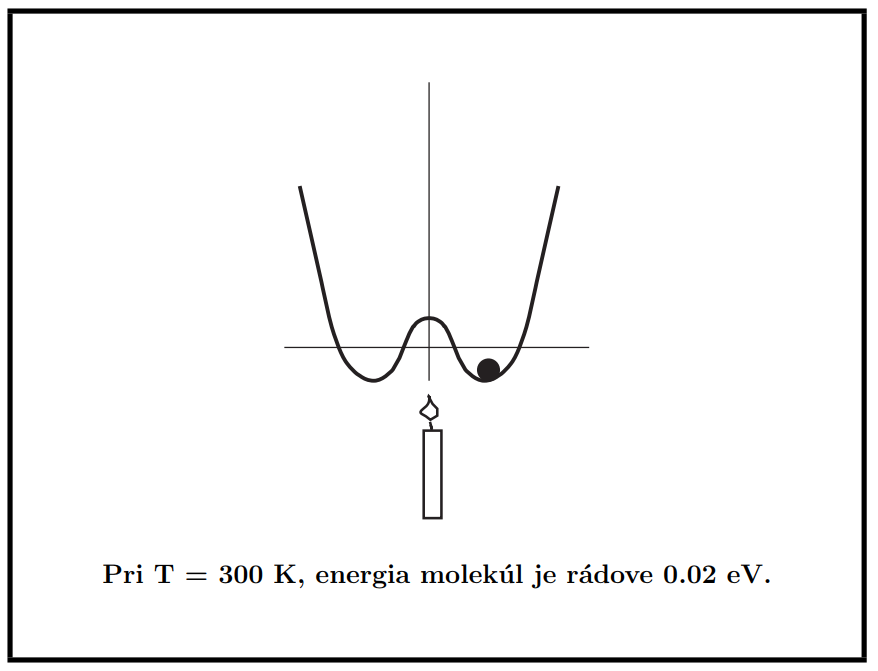 Pri T = 300 K, energia molekúl je rádove 0.02 eV.